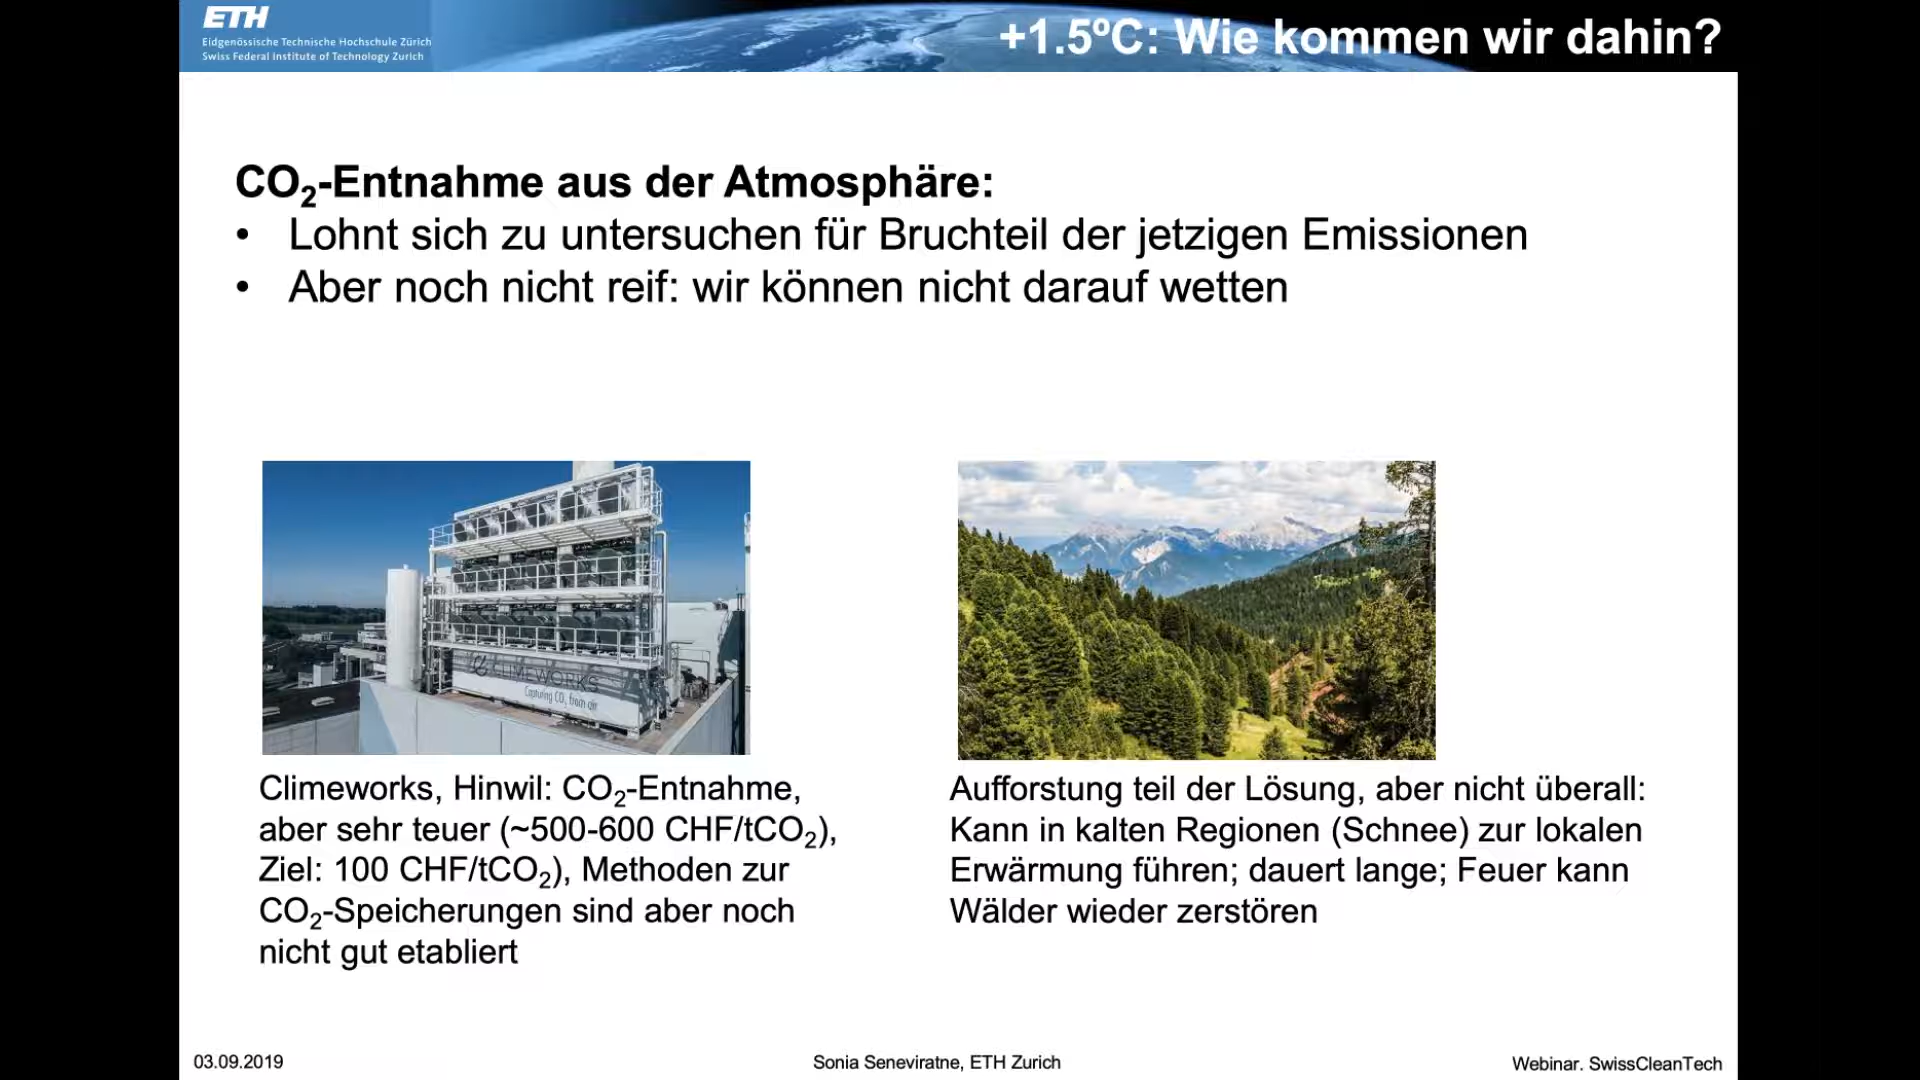 ETH
Eidgenössische Technische Hochschule Zürich
Swiss Federal Institute of Technology Zurich
+1.5ºC: Wie kommen wir dahin?
CO₂-Entnahme aus der Atmosphäre:
• Lohnt sich zu untersuchen für Bruchteil der jetzigen Emissionen
• Aber noch nicht reif: wir können nicht darauf wetten
CLIMEWORKS
Capturing CO₂ from air
Climeworks, Hinwil: CO₂-Entnahme,
aber sehr teuer (~500-600 CHF/tCO₂),
Ziel: 100 CHF/tCO₂), Methoden zur
CO₂-Speicherungen sind aber noch
nicht gut etabliert
Aufforstung teil der Lösung, aber nicht überall:
Kann in kalten Regionen (Schnee) zur lokalen
Erwärmung führen; dauert lange; Feuer kann
Wälder wieder zerstören
03.09.2019
Sonia Seneviratne, ETH Zurich
Webinar. SwissCleanTech